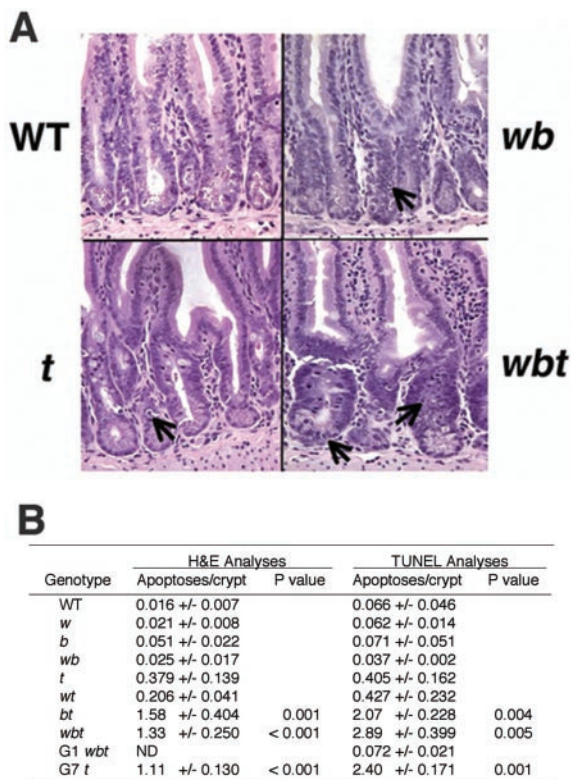 A
WT
wb
t
wbt
B
H&E Analyses TUNEL Analyses
Genotype Apoptoses/crypt P value Apoptoses/crypt P value
WT 0.016 +/- 0.007 0.066 +/- 0.046
w 0.021 +/- 0.008 0.062 +/- 0.014
b 0.051 +/- 0.022 0.071 +/- 0.051
wb 0.025 +/- 0.017 0.037 +/- 0.002
t 0.379 +/- 0.139 0.405 +/- 0.162
wt 0.206 +/- 0.041 0.427 +/- 0.232
bt 1.58 +/- 0.404 0.001 2.07 +/- 0.228 0.004
wbt 1.33 +/- 0.250 < 0.001 2.89 +/- 0.399 0.005
G1 wbt ND 0.072 +/- 0.021
G7 t 1.11 +/- 0.130 < 0.001 2.40 +/- 0.171 0.001